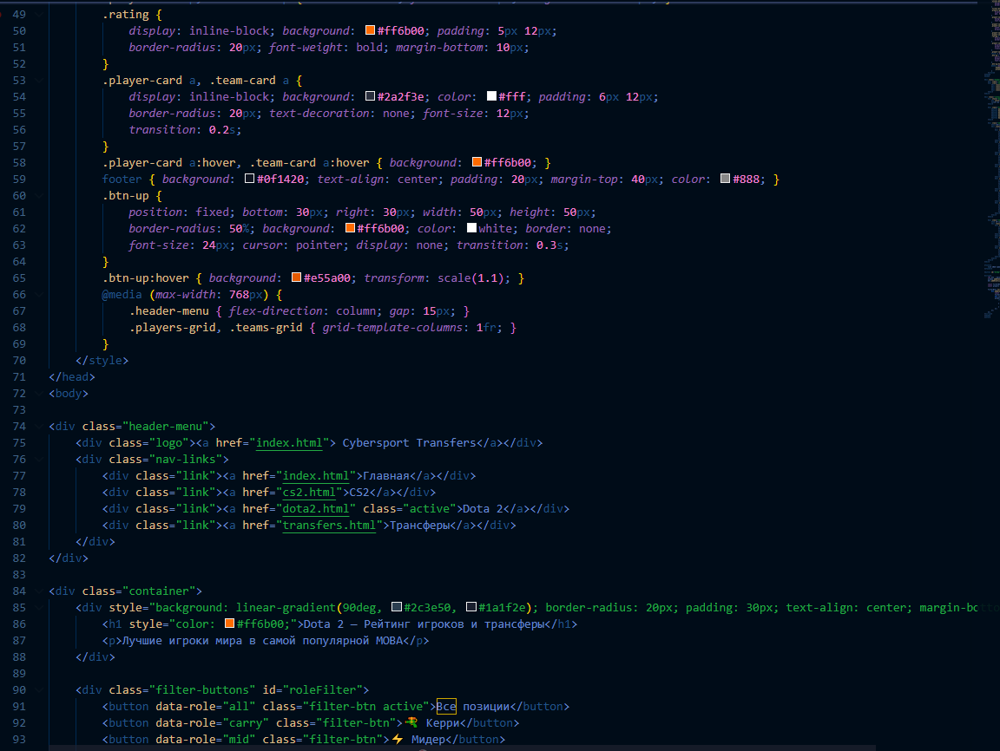 49 .rating {
50 display: inline-block; background: #ff6b00; padding: 5px 12px;
51 border-radius: 20px; font-weight: bold; margin-bottom: 10px;
52 }
53 .player-card a, .team-card a {
54 display: inline-block; background: #2a2f3e; color: #fff; padding: 6px 12px;
55 border-radius: 20px; text-decoration: none; font-size: 12px;
56 transition: 0.2s;
57 }
58 .player-card a:hover, .team-card a:hover { background: #ff6b00; }
59 footer { background: #0f1420; text-align: center; padding: 20px; margin-top: 40px; color: #888; }
60 .btn-up {
61 position: fixed; bottom: 30px; right: 30px; width: 50px; height: 50px;
62 border-radius: 50%; background: #ff6b00; color: white; border: none;
63 font-size: 24px; cursor: pointer; display: none; transition: 0.3s;
64 }
65 .btn-up:hover { background: #e55a00; transform: scale(1.1); }
66 @media (max-width: 768px) {
67 .header-menu { flex-direction: column; gap: 15px; }
68 .players-grid, .teams-grid { grid-template-columns: 1fr; }
69 }
70 </style>
71 </head>
72 <body>
73
74 <div class="header-menu">
75 <div class="logo"><a href="index.html"> Cybersport Transfers</a></div>
76 <div class="nav-links">
77 <div class="link"><a href="index.html">Главная</a></div>
78 <div class="link"><a href="cs2.html">CS2</a></div>
79 <div class="link"><a href="dota2.html" class="active">Dota 2</a></div>
80 <div class="link"><a href="transfers.html">Трансферы</a></div>
81 </div>
82 </div>
83
84 <div class="container">
85 <div style="background: linear-gradient(90deg, #2c3e50, #1a1f2e); border-radius: 20px; padding: 30px; text-align: center; margin-bottom
86 <h1 style="color: #ff6b00;">Dota 2 — Рейтинг игроков и трансферы</h1>
87 <p>Лучшие игроки мира в самой популярной MOBA</p>
88 </div>
89
90 <div class="filter-buttons" id="roleFilter">
91 <button data-role="all" class="filter-btn active">Все позиции</button>
92 <button data-role="carry" class="filter-btn">🔫 Керри</button>
93 <button data-role="mid" class="filter-btn">⚡ Мидер</button>